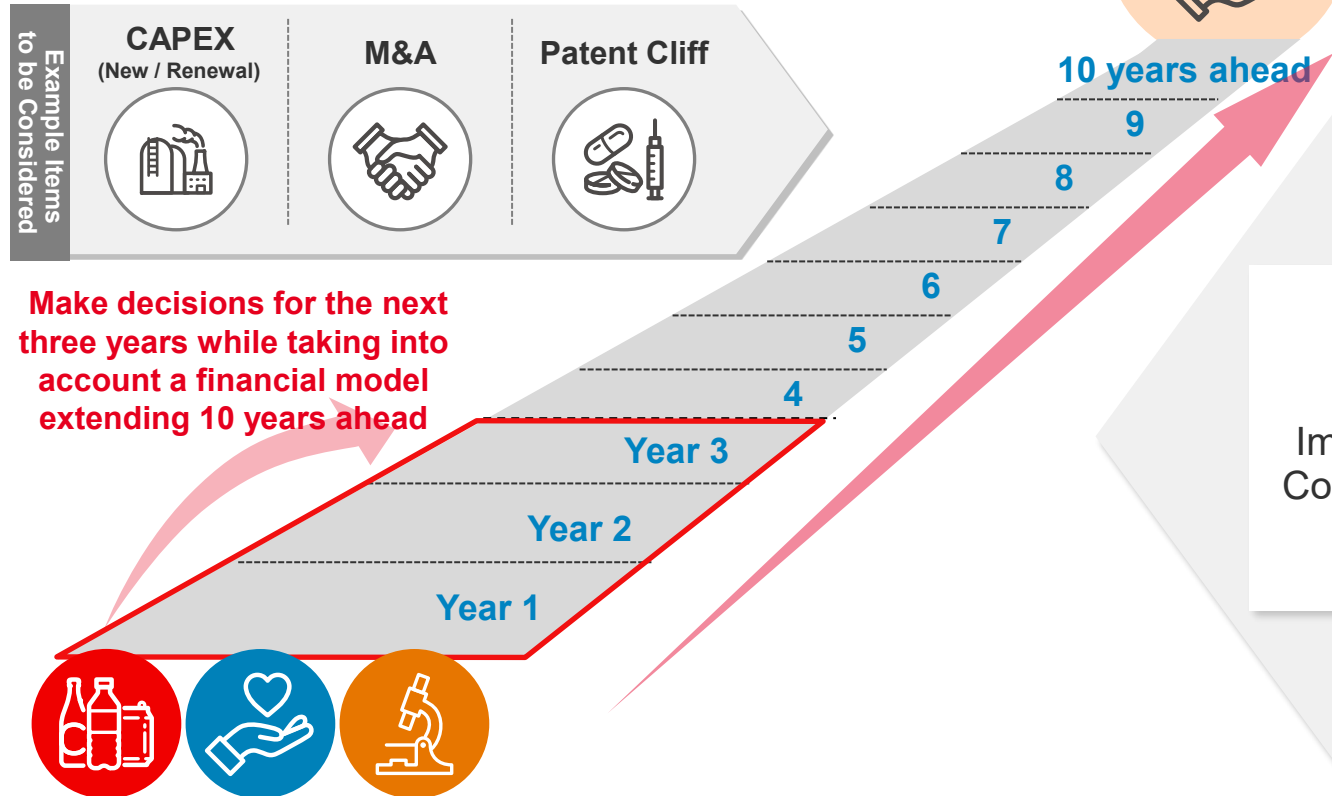 Example Items
to be Considered
CAPEX
(New / Renewal)
M&A
Patent Cliff
Make decisions for the next
three years while taking into
account a financial model
extending 10 years ahead
10 years ahead
9
8
7
6
5
4
Year 3
Year 2
Year 1